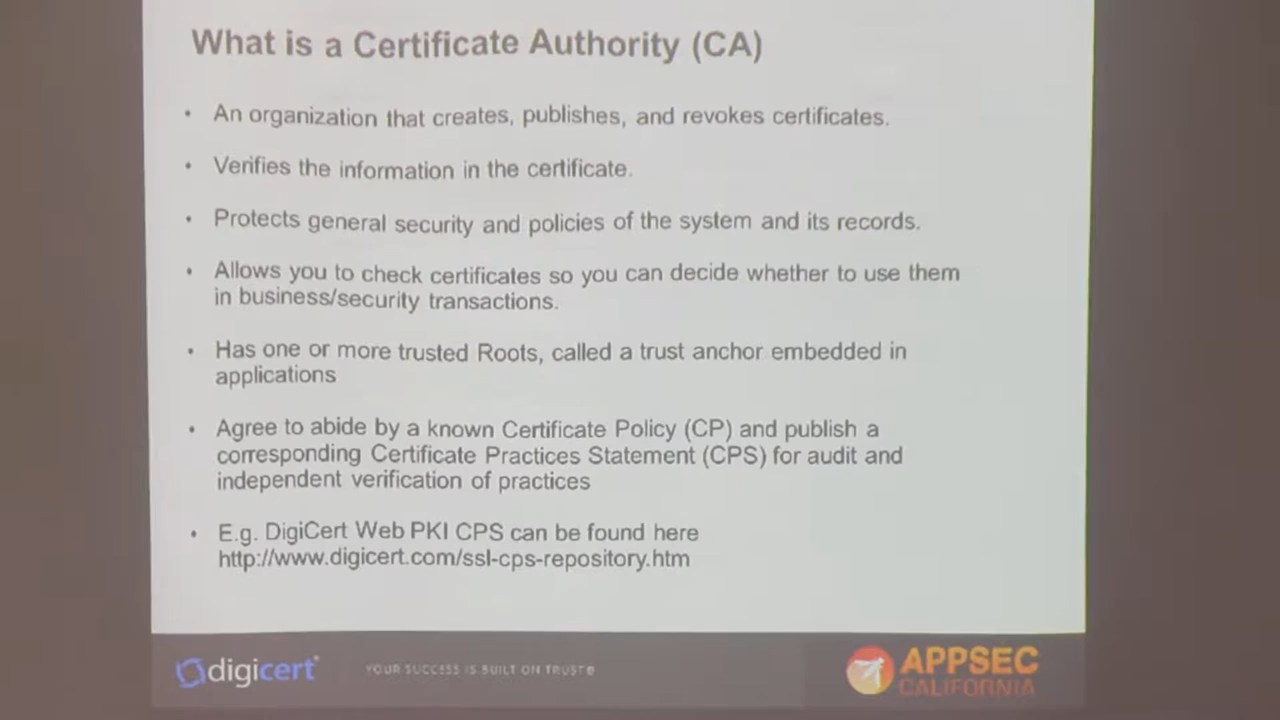 What is a Certificate Authority (CA)
• An organization that creates, publishes, and revokes certificates.
• Verifies the information in the certificate.
• Protects general security and policies of the system and its records.
• Allows you to check certificates so you can decide whether to use them
in business/security transactions.
• Has one or more trusted Roots, called a trust anchor embedded in
applications
• Agree to abide by a known Certificate Policy (CP) and publish a
corresponding Certificate Practices Statement (CPS) for audit and
independent verification of practices
• E.g. DigiCert Web PKI CPS can be found here
http://www.digicert.com/ssl-cps-repository.htm
digicert
YOUR SUCCESS IS BUILT ON TRUST®
APPSEC
CALIFORNIA